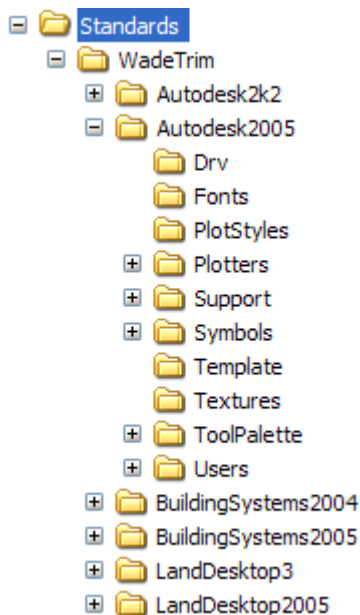 Standards
WadeTrim
Autodesk2k2
Autodesk2005
Drv
Fonts
PlotStyles
Plotters
Support
Symbols
Template
Textures
ToolPalette
Users
BuildingSystems2004
BuildingSystems2005
LandDesktop3
LandDesktop2005